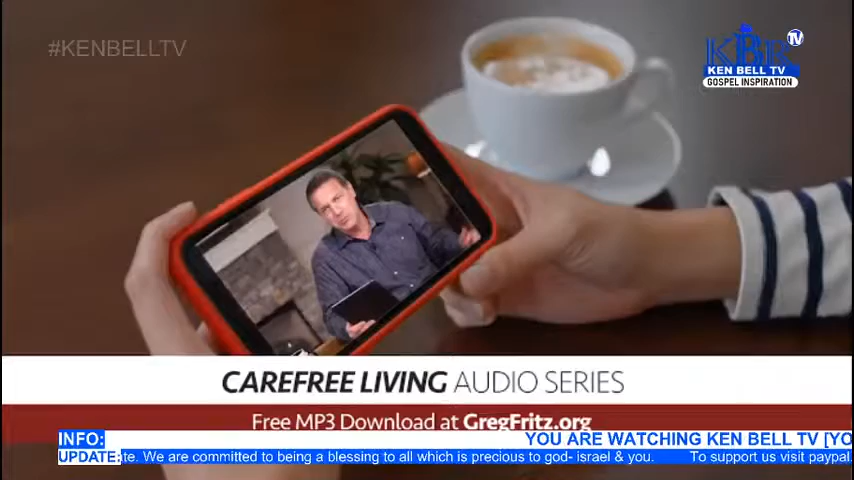 #KENBELLTV
KBR TV
KEN BELL TV
GOSPEL INSPIRATION
CAREFREE LIVING AUDIO SERIES
Free MP3 Download at GregFritz.org
INFO: YOU ARE WATCHING KEN BELL TV [YO
UPDATE: te. We are committed to being a blessing to all which is precious to god- israel & you. To support us visit paypal.